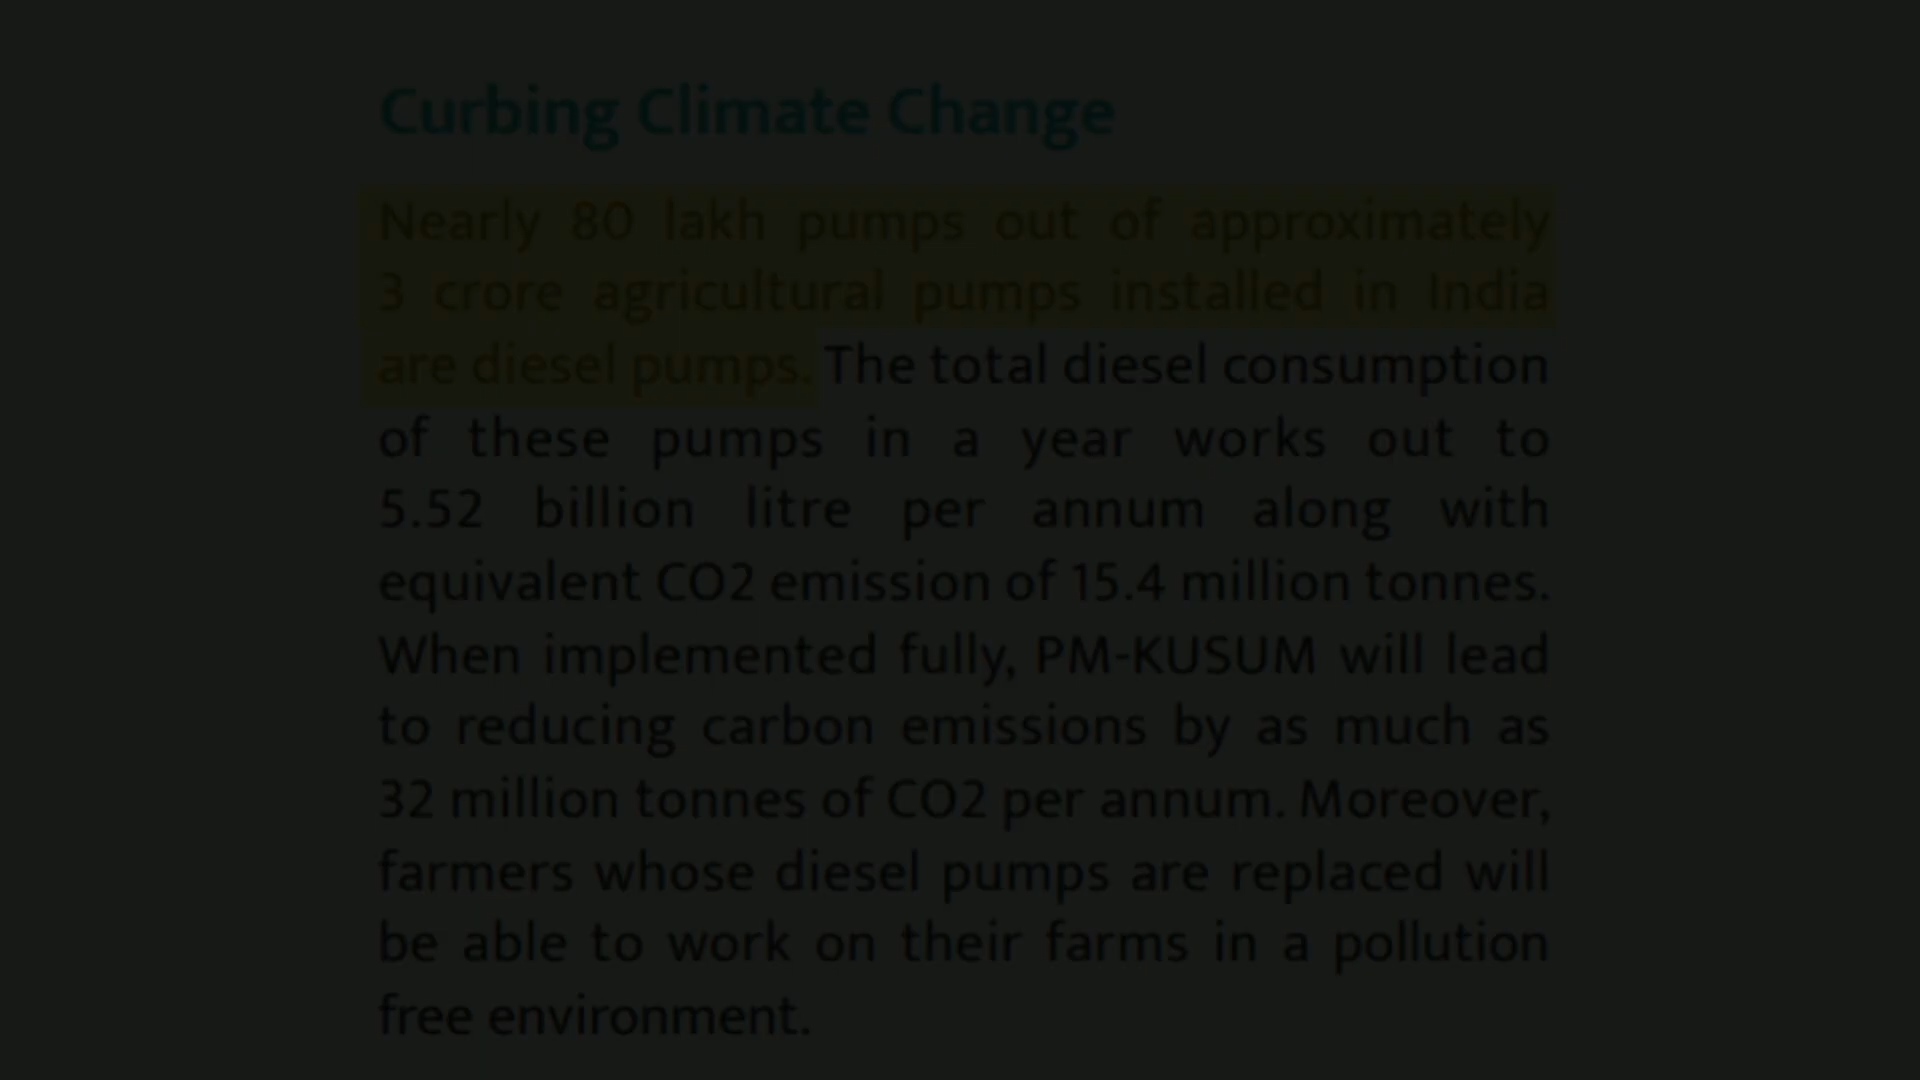 Curbing Climate Change
Nearly 80 lakh pumps out of approximately
3 crore agricultural pumps installed in India
are diesel pumps. The total diesel consumption
of these pumps in a year works out to
5.52 billion litre per annum along with
equivalent CO2 emission of 15.4 million tonnes.
When implemented fully, PM-KUSUM will lead
to reducing carbon emissions by as much as
32 million tonnes of CO2 per annum. Moreover,
farmers whose diesel pumps are replaced will
be able to work on their farms in a pollution
free environment.